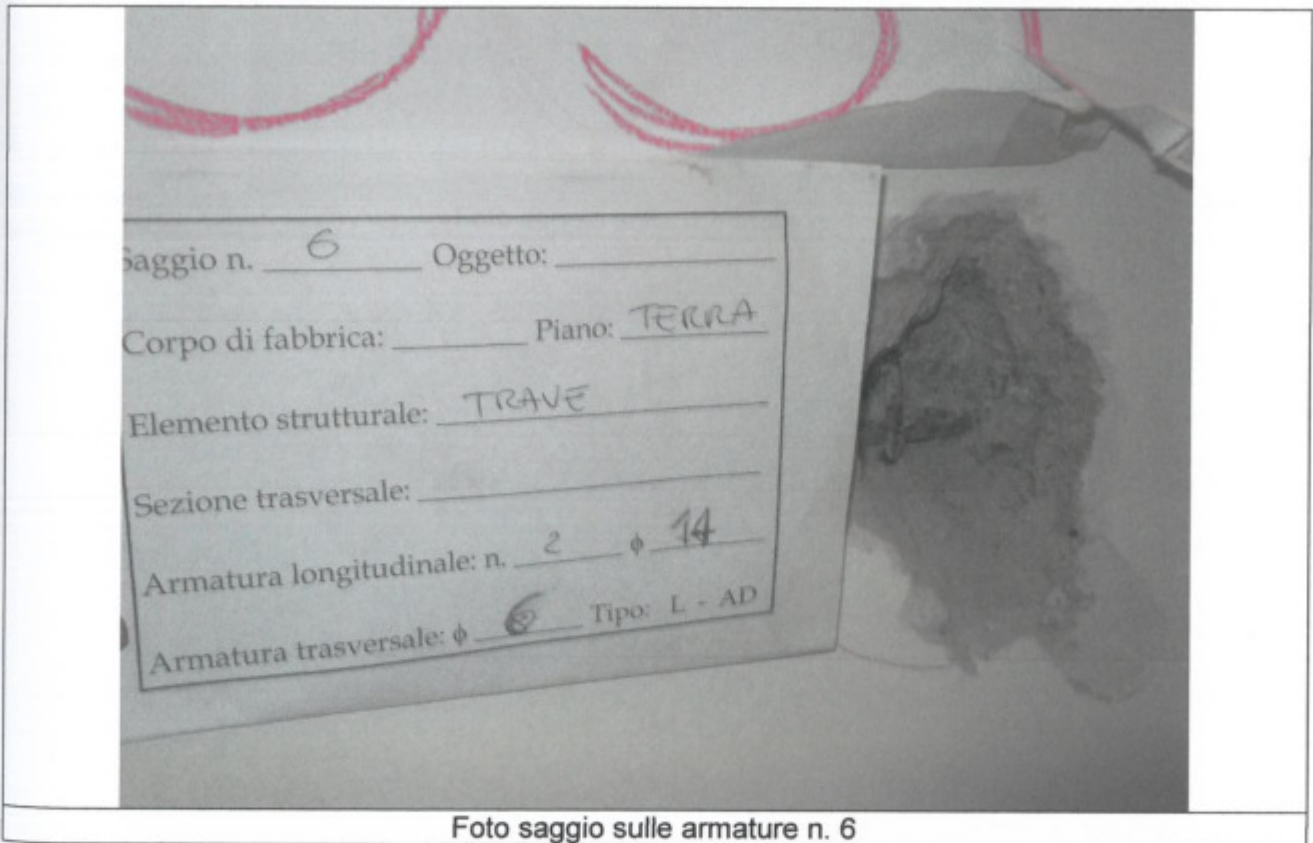 Saggio n. 6 Oggetto:
Corpo di fabbrica: Piano: TERRA
Elemento strutturale: TRAVE
Sezione trasversale:
Armatura longitudinale: n. 2 ϕ 14
Armatura trasversale: ϕ 6 Tipo: L - AD
Foto saggio sulle armature n. 6